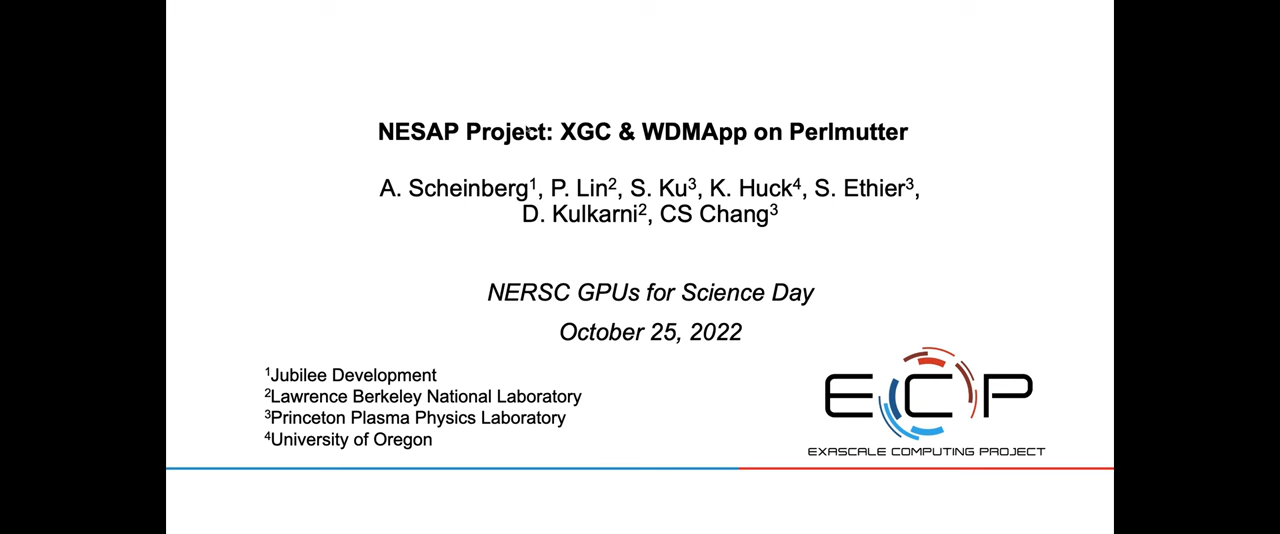 NESAP Project: XGC & WDMApp on Perlmutter
A. Scheinberg¹, P. Lin², S. Ku³, K. Huck⁴, S. Ethier³,
D. Kulkarni², CS Chang³
NERSC GPUs for Science Day
October 25, 2022
¹Jubilee Development
²Lawrence Berkeley National Laboratory
³Princeton Plasma Physics Laboratory
⁴University of Oregon
ECP
EXASCALE COMPUTING PROJECT